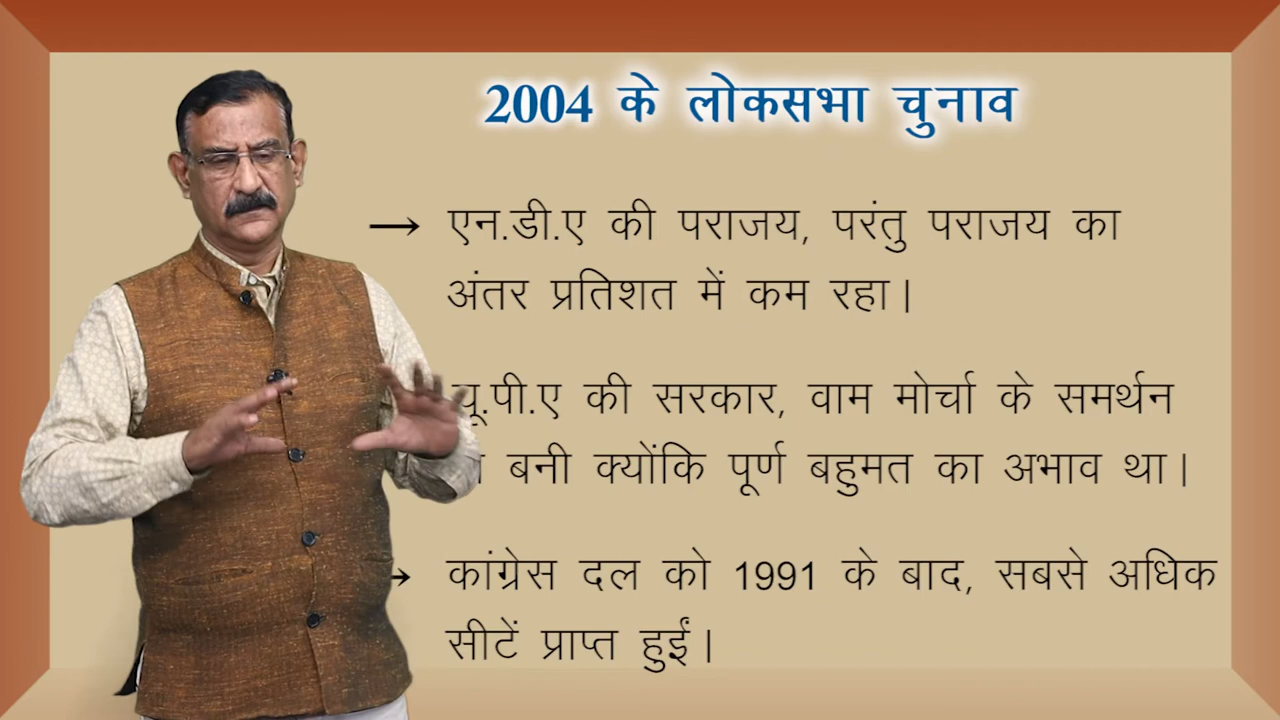 2004 के लोकसभा चुनाव
→ एन.डी.ए की पराजय, परंतु पराजय का
अंतर प्रतिशत में कम रहा।
यू.पी.ए की सरकार, वाम मोर्चा के समर्थन
बनी क्योंकि पूर्ण बहुमत का अभाव था।
→ कांग्रेस दल को 1991 के बाद, सबसे अधिक
सीटें प्राप्त हुईं।